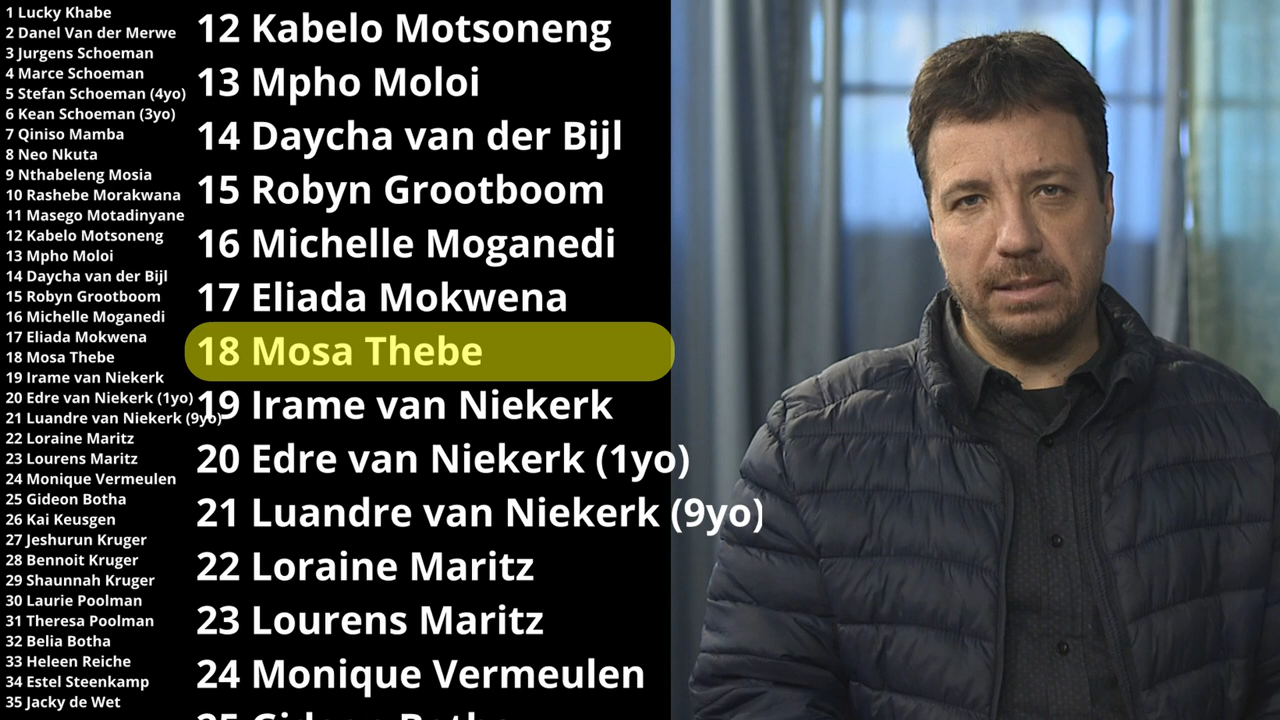 1 Lucky Khabe
2 Danel Van der Merwe
3 Jurgens Schoeman
4 Marce Schoeman
5 Stefan Schoeman (4yo)
6 Kean Schoeman (3yo)
7 Qiniso Mamba
8 Neo Nkuta
9 Nthabeleng Mosia
10 Rashebe Morakwana
11 Masego Motadinyane
12 Kabelo Motsoneng
13 Mpho Moloi
14 Daycha van der Bijl
15 Robyn Grootboom
16 Michelle Moganedi
17 Eliada Mokwena
18 Mosa Thebe
19 Irame van Niekerk
20 Edre van Niekerk (1yo)
21 Luandre van Niekerk (9yo)
22 Loraine Maritz
23 Lourens Maritz
24 Monique Vermeulen
25 Gideon Botha
26 Kai Keusgen
27 Jeshurun Kruger
28 Bennoit Kruger
29 Shaunnah Kruger
30 Laurie Poolman
31 Theresa Poolman
32 Belia Botha
33 Heleen Reiche
34 Estel Steenkamp
35 Jacky de Wet
12 Kabelo Motsoneng
13 Mpho Moloi
14 Daycha van der Bijl
15 Robyn Grootboom
16 Michelle Moganedi
17 Eliada Mokwena
18 Mosa Thebe
19 Irame van Niekerk
20 Edre van Niekerk (1yo)
21 Luandre van Niekerk (9yo)
22 Loraine Maritz
23 Lourens Maritz
24 Monique Vermeulen
25 Gideon Botha